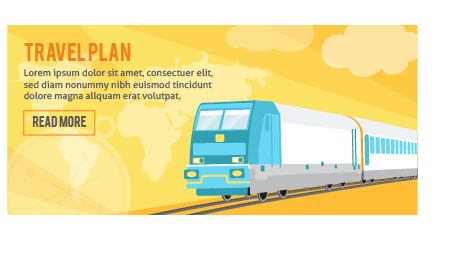 TRAVEL PLAN
Lorem ipsum dolor sit amet, consectuer elit,
sed diam nonummy nibh euismod tincidunt
dolore magna aliquam erat volutpat.
READ MORE